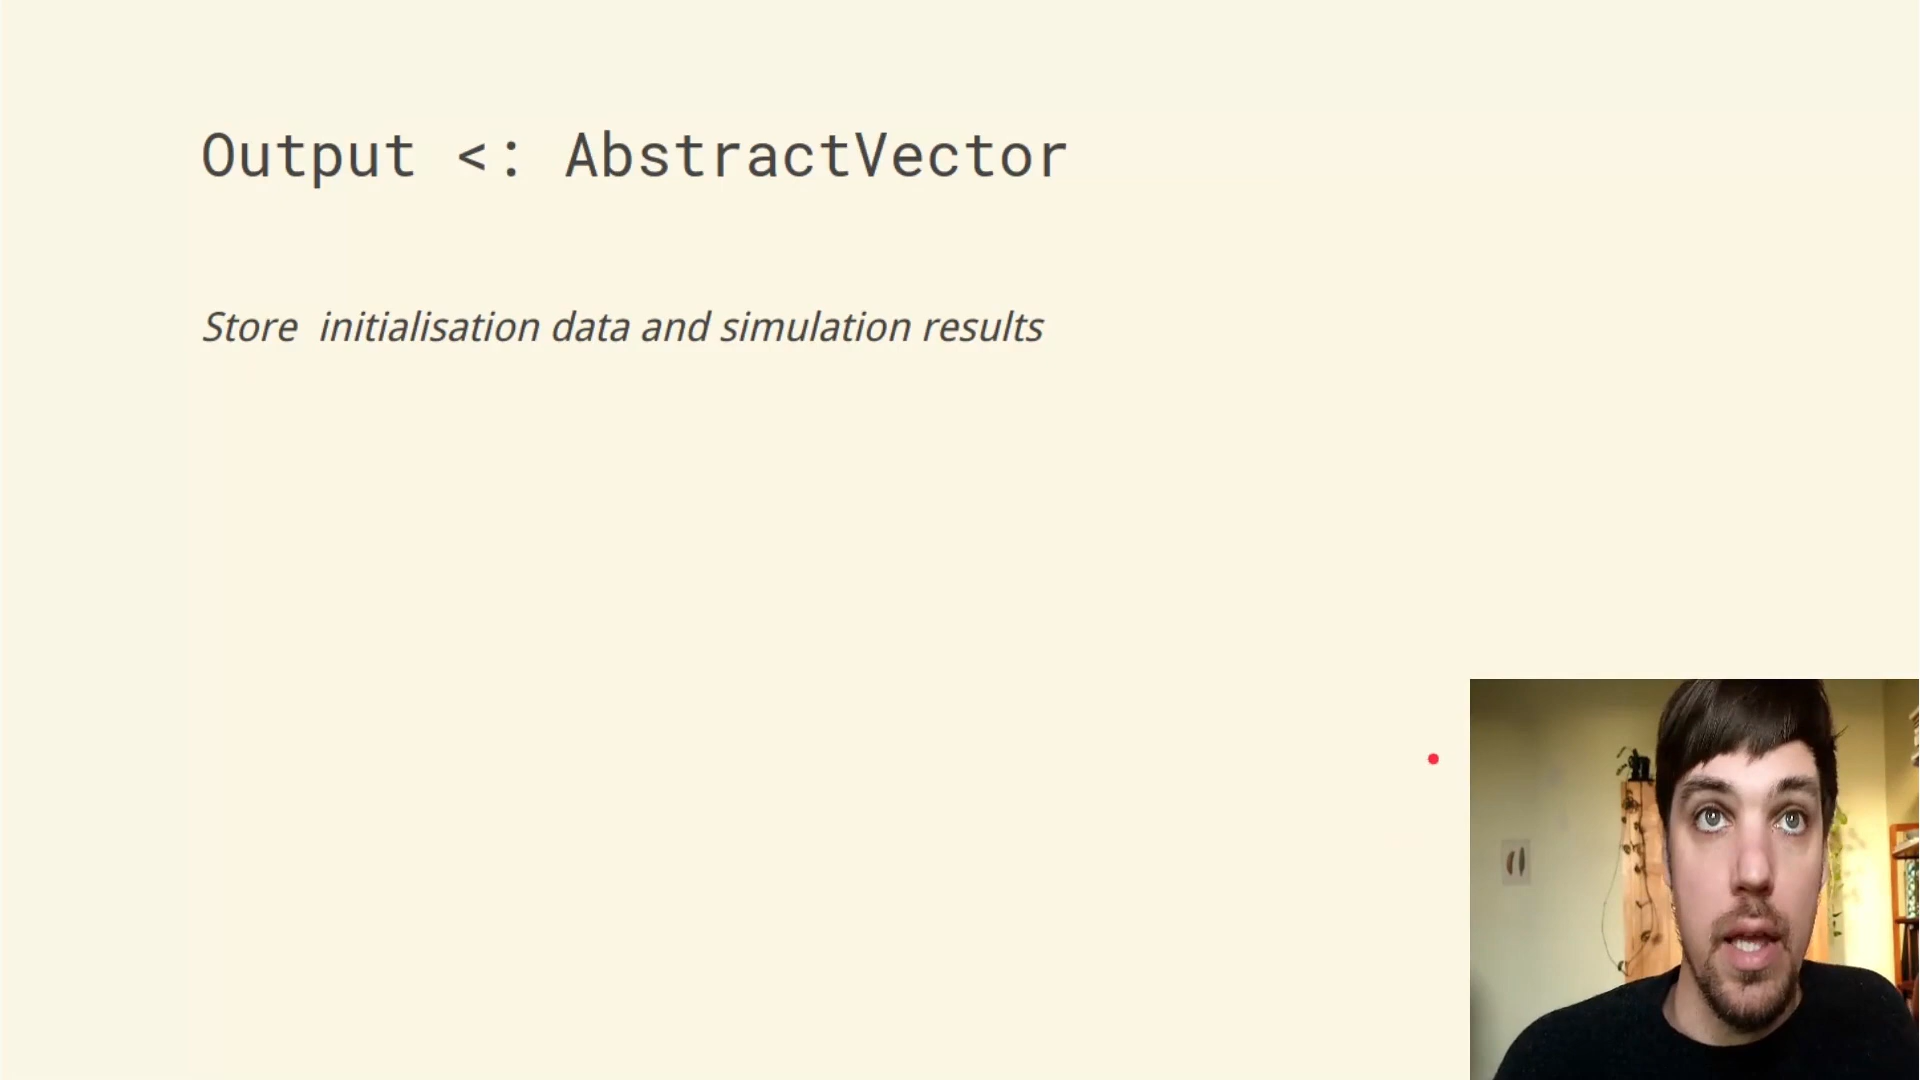 Output <: AbstractVector
Store initialisation data and simulation results